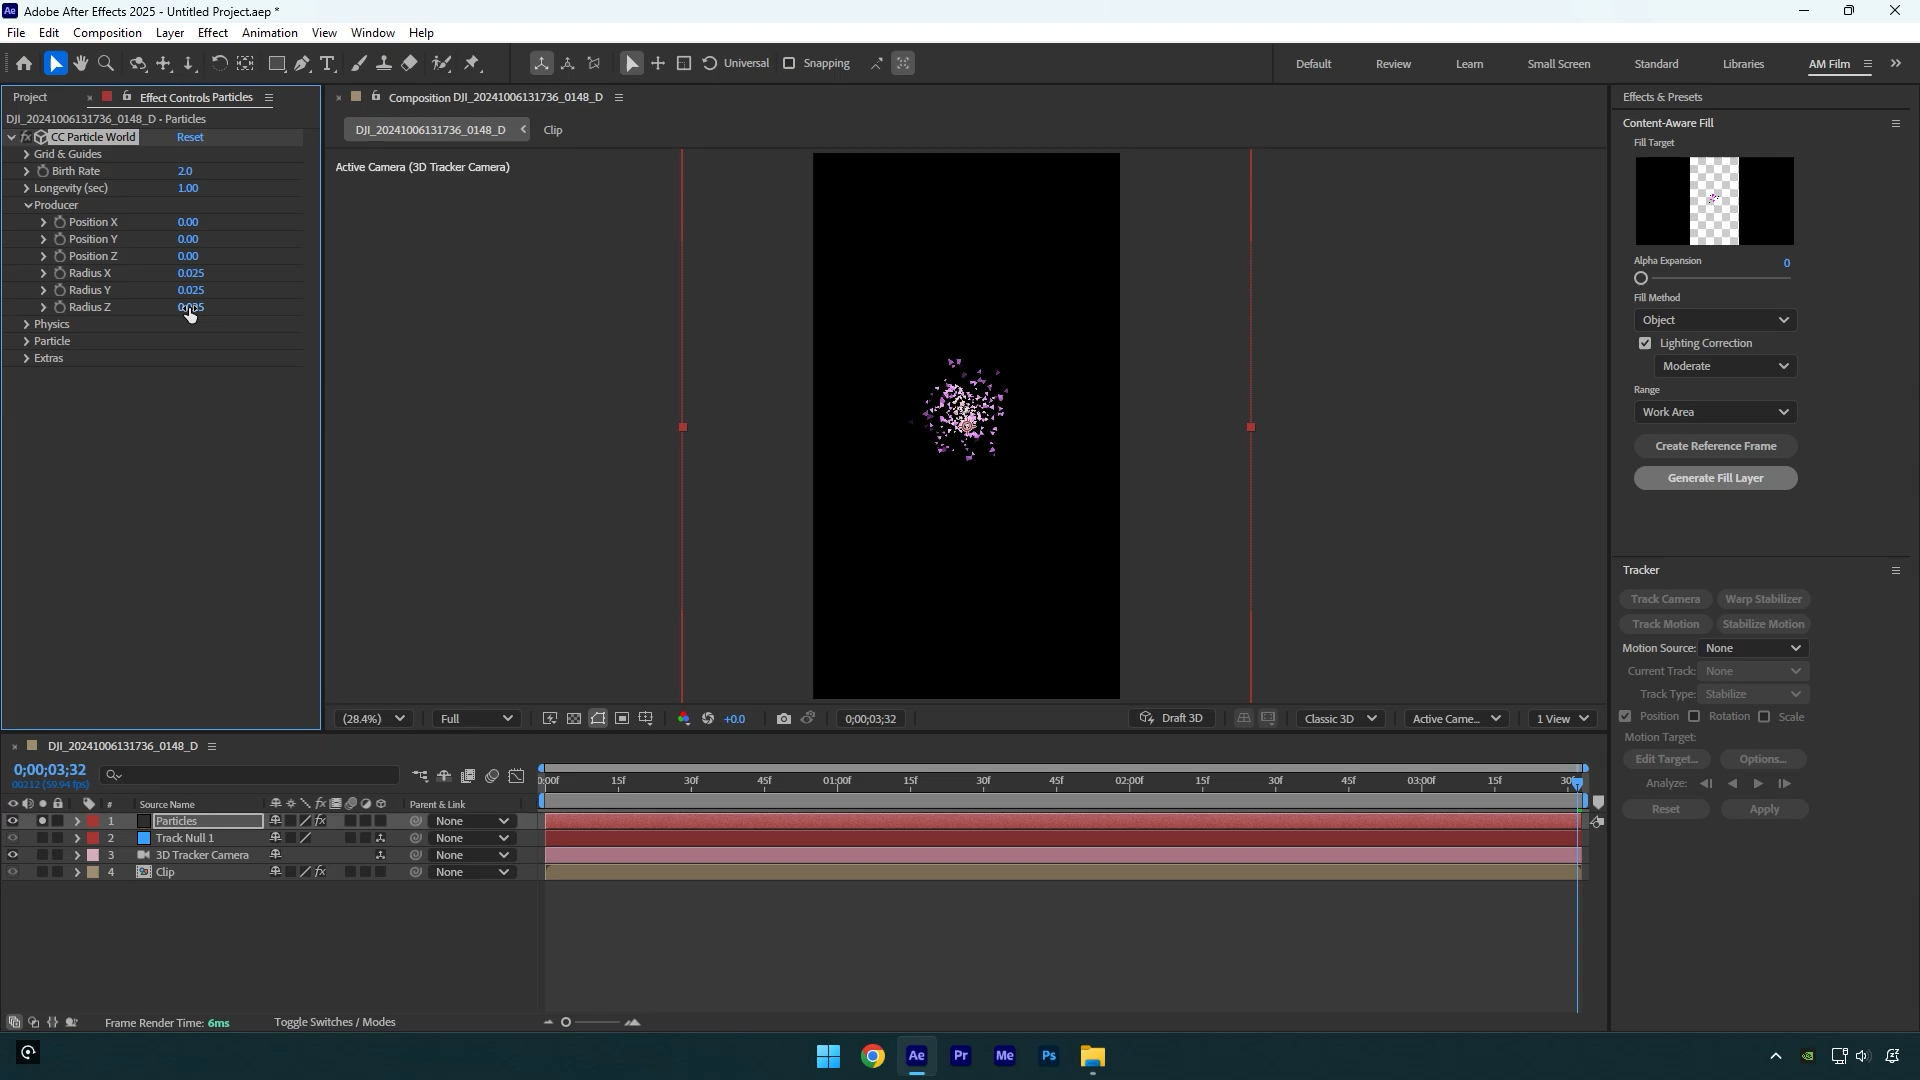 Adobe After Effects 2025 - Untitled Project.aep *
File Edit Composition Layer Effect Animation View Window Help
Universal Snapping Default Review Learn Small Screen Standard Libraries AM Film
Project Effect Controls Particles
DJI_20241006131736_0148_D • Particles
fx CC Particle World Reset
Grid & Guides
Birth Rate 2.0
Longevity (sec) 1.00
Producer
Position X 0.00
Position Y 0.00
Position Z 0.00
Radius X 0.025
Radius Y 0.025
Radius Z
Physics
Particle
Extras
Composition DJI_20241006131736_0148_D
DJI_20241006131736_0148_D Clip
Active Camera (3D Tracker Camera)
(28.4%) Full +0.0 0;00;03;32 Draft 3D Classic 3D Active Came... 1 View
Effects & Presets
Content-Aware Fill
Fill Target
Alpha Expansion 0
Fill Method
Object
Lighting Correction
Moderate
Range
Work Area
Create Reference Frame
Generate Fill Layer
Tracker
Track Camera Warp Stabilizer
Track Motion Stabilize Motion
Motion Source: None
Current Track: None
Track Type: Stabilize
Position Rotation Scale
Motion Target:
Edit Target... Options...
Analyze:
Reset Apply
DJI_20241006131736_0148_D
0;00;03;32
00212 (59.94 fps)
# Source Name fx Parent & Link
1 Particles fx None
2 Track Null 1 None
3 3D Tracker Camera None
4 Clip fx None
0:00f 15f 30f 45f 01:00f 15f 30f 45f 02:00f 15f 30f 45f 03:00f 15f
Frame Render Time: 6ms Toggle Switches / Modes
Ae Pr Me Ps